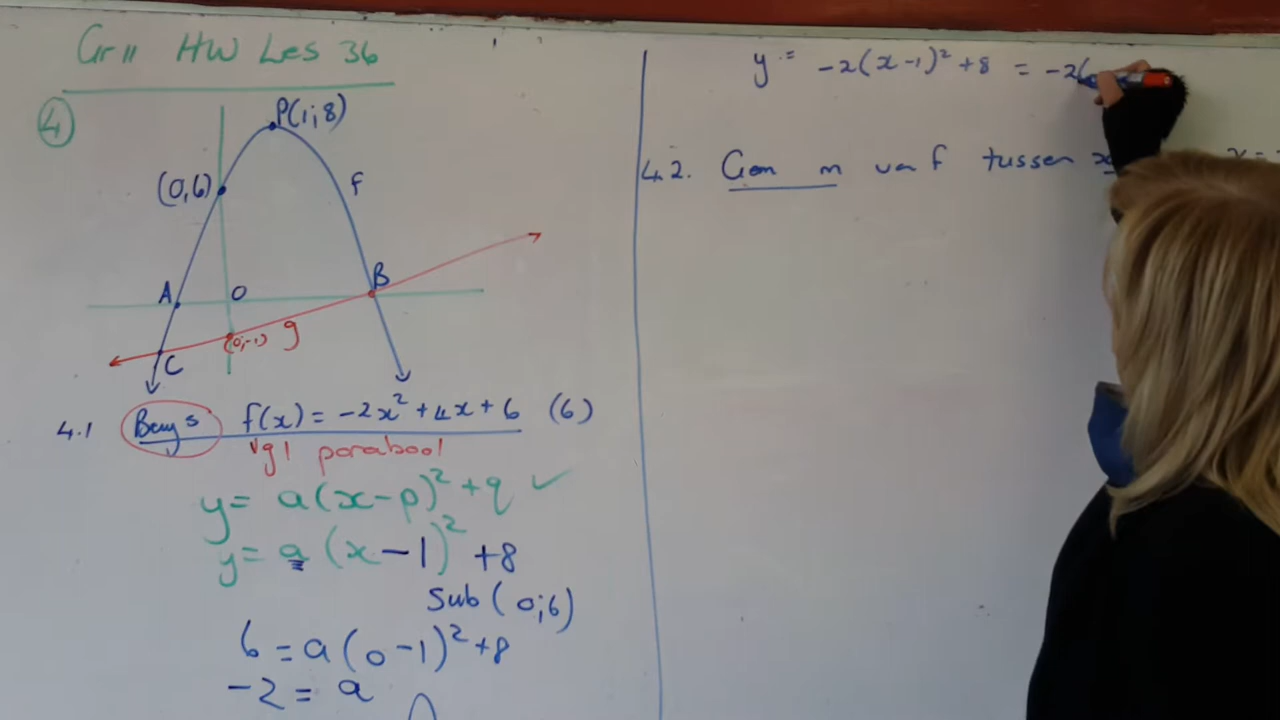 Gr 11 HW Les 36
4
P(1;8)
(0,6)
f
A
O
B
(0,-1)
g
C
4.1 Bewys f(x) = -2x² + 4x + 6 (6)
vgl parabool
y = a(x-p)² + q ✓
y = a (x - 1)² + 8
Sub (0;6)
6 = a(0-1)² + 8
-2 = a
y = -2(x-1)² + 8 = -2(
4.2. Gem m van f tussen x =